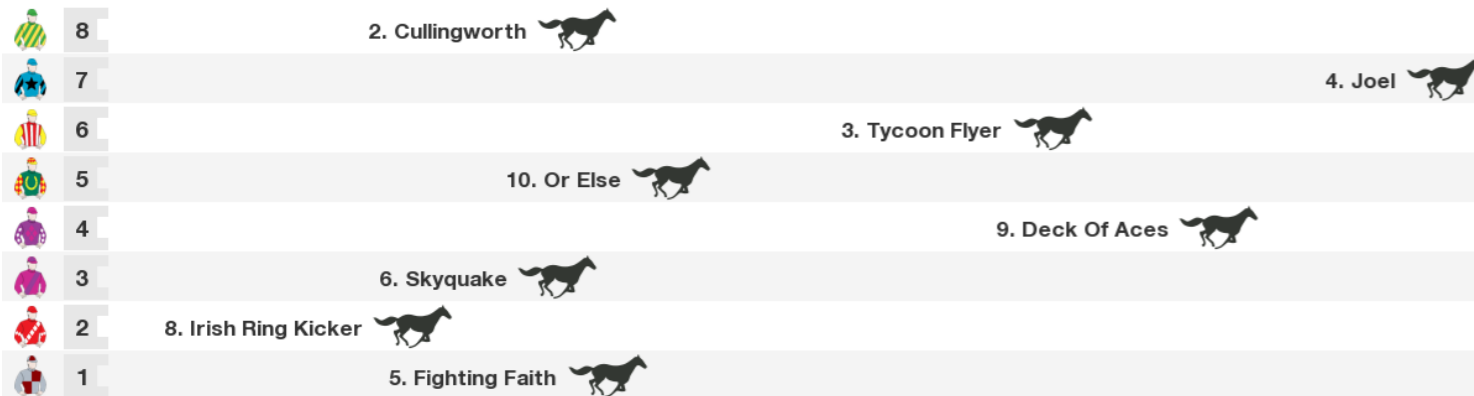 8 2. Cullingworth
7 4. Joel
6 3. Tycoon Flyer
5 10. Or Else
4 9. Deck Of Aces
3 6. Skyquake
2 8. Irish Ring Kicker
1 5. Fighting Faith